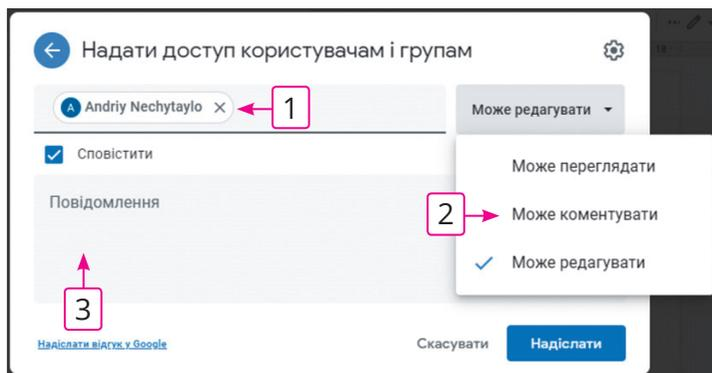 Надати доступ користувачам і групам
18
A Andriy Nechytaylo
1
Може редагувати
Сповістити
Може переглядати
Повідомлення
2
Може коментувати
Може редагувати
3
Надіслати відгук у Google
Скасувати
Надіслати